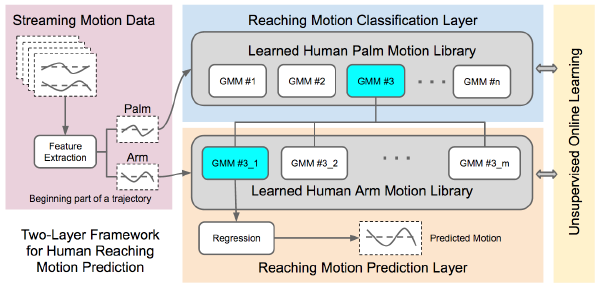 Streaming Motion Data
Palm
Feature
Extraction
Arm
Beginning part of a trajectory
Two-Layer Framework
for Human Reaching
Motion Prediction
Reaching Motion Classification Layer
Learned Human Palm Motion Library
GMM #1
GMM #2
GMM #3
GMM #n
GMM #3_1
GMM #3_2
GMM #3_m
Learned Human Arm Motion Library
Regression
Predicted Motion
Reaching Motion Prediction Layer
Unsupervised Online Learning